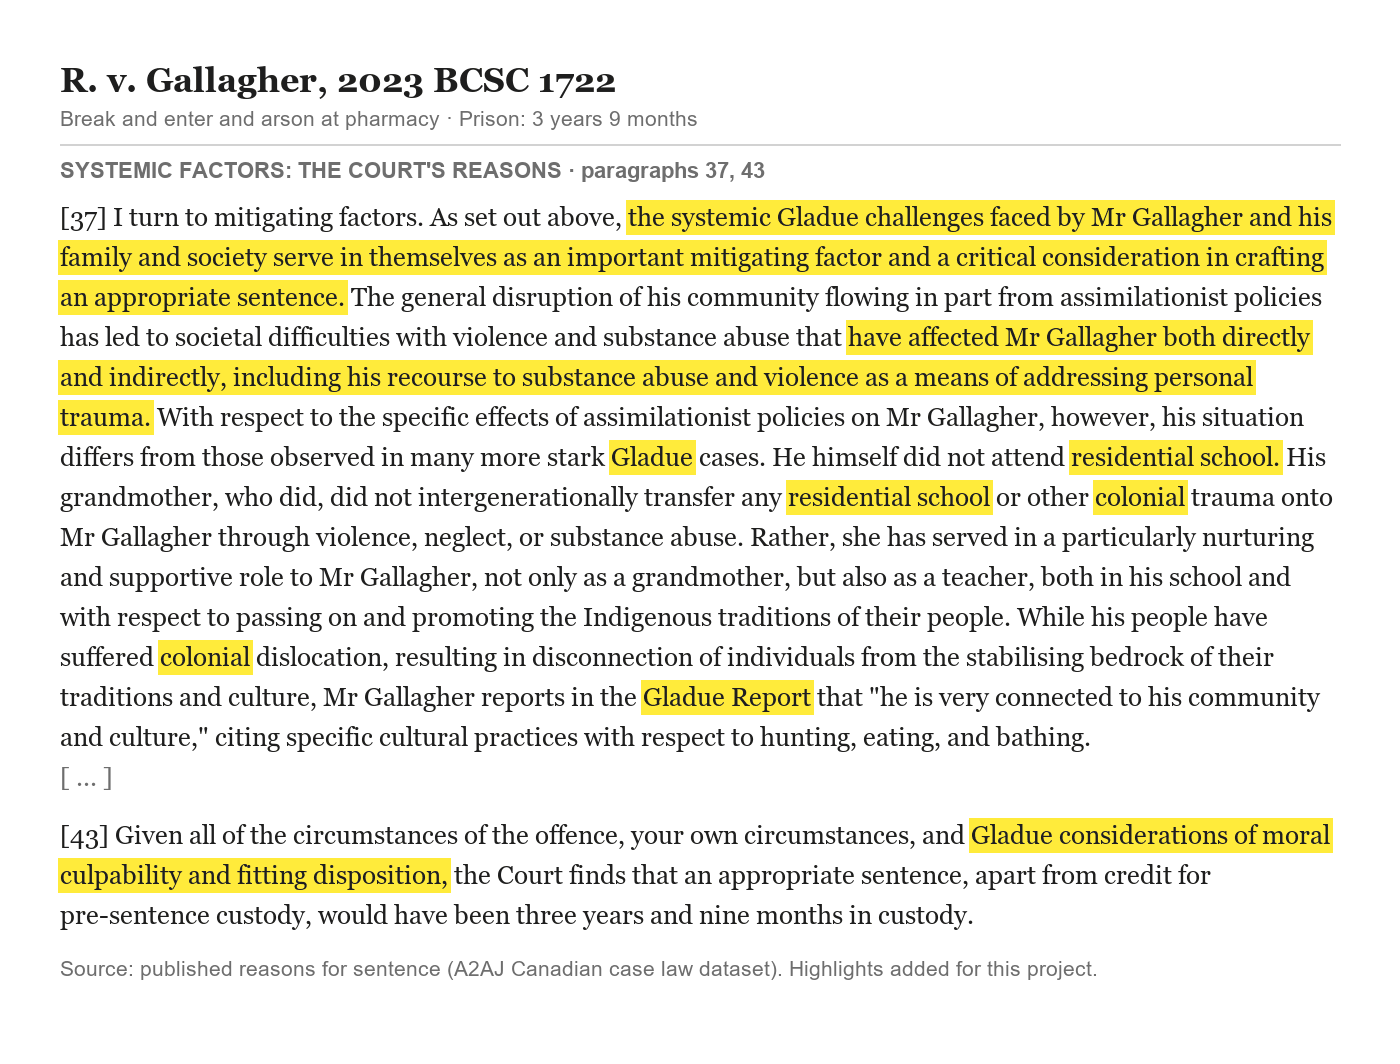 R. v. Gallagher, 2023 BCSC 1722
Break and enter and arson at pharmacy · Prison: 3 years 9 months
SYSTEMIC FACTORS: THE COURT'S REASONS · paragraphs 37, 43
[37] I turn to mitigating factors. As set out above, the systemic Gladue challenges faced by Mr Gallagher and his
family and society serve in themselves as an important mitigating factor and a critical consideration in crafting
an appropriate sentence. The general disruption of his community flowing in part from assimilationist policies
has led to societal difficulties with violence and substance abuse that have affected Mr Gallagher both directly
and indirectly, including his recourse to substance abuse and violence as a means of addressing personal
trauma. With respect to the specific effects of assimilationist policies on Mr Gallagher, however, his situation
differs from those observed in many more stark Gladue cases. He himself did not attend residential school. His
grandmother, who did, did not intergenerationally transfer any residential school or other colonial trauma onto
Mr Gallagher through violence, neglect, or substance abuse. Rather, she has served in a particularly nurturing
and supportive role to Mr Gallagher, not only as a grandmother, but also as a teacher, both in his school and
with respect to passing on and promoting the Indigenous traditions of their people. While his people have
suffered colonial dislocation, resulting in disconnection of individuals from the stabilising bedrock of their
traditions and culture, Mr Gallagher reports in the Gladue Report that "he is very connected to his community
and culture," citing specific cultural practices with respect to hunting, eating, and bathing.
[ ... ]
[43] Given all of the circumstances of the offence, your own circumstances, and Gladue considerations of moral
culpability and fitting disposition, the Court finds that an appropriate sentence, apart from credit for
pre-sentence custody, would have been three years and nine months in custody.
Source: published reasons for sentence (A2AJ Canadian case law dataset). Highlights added for this project.